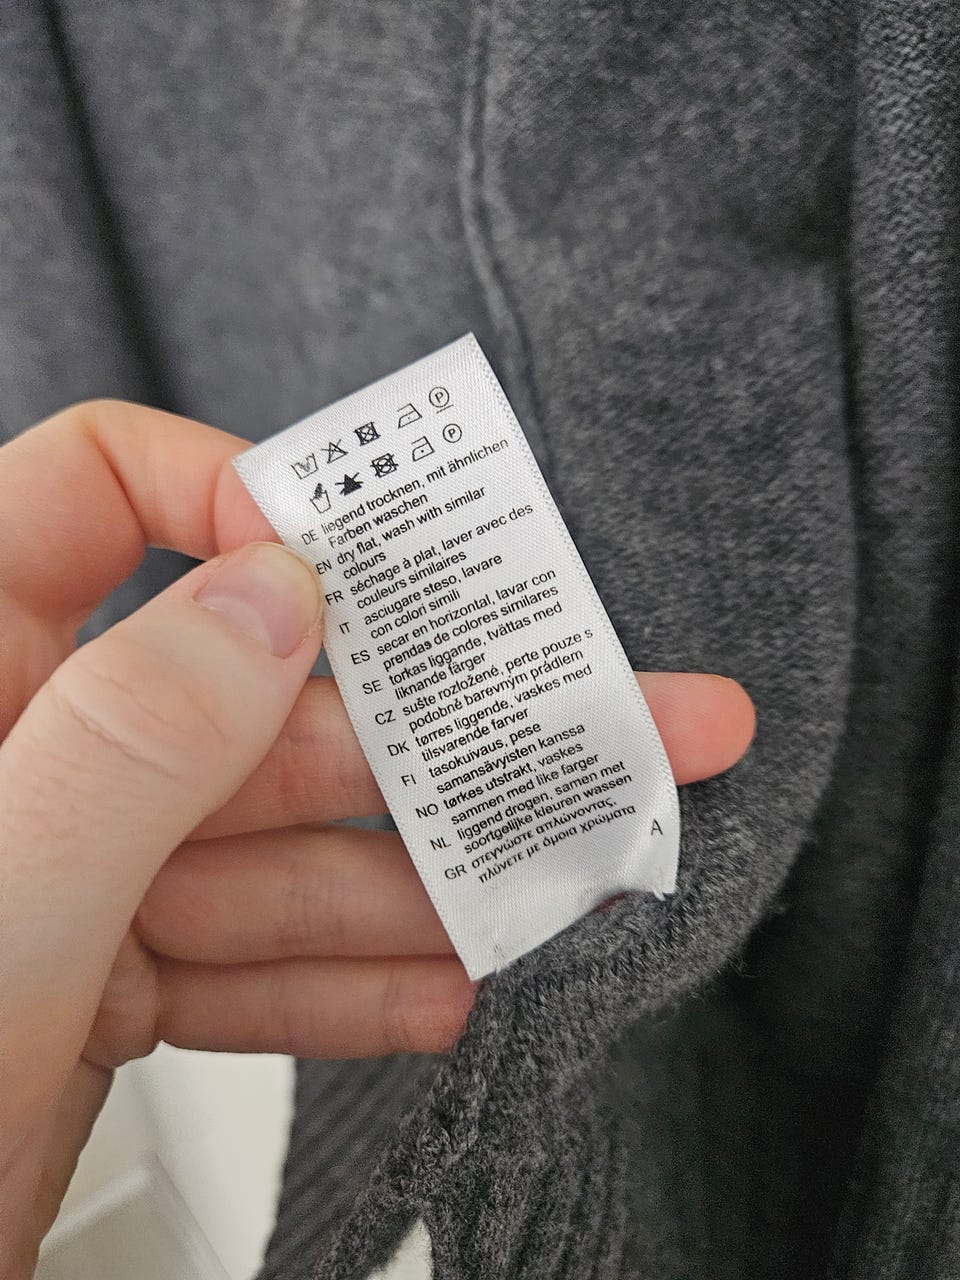 P
P
DE liegend trocknen, mit ähnlichen
Farben waschen
EN dry flat, wash with similar
colours
FR séchage à plat, laver avec des
couleurs similaires
IT asciugare steso, lavare
con colori simili
ES secar en horizontal, lavar con
prendas de colores similares
SE torkas liggande, tvättas med
liknande färger
CZ sušte rozložené, perte pouze s
podobně barevným prádlem
DK tørres liggende, vaskes med
tilsvarende farver
FI tasokuivaus, pese
samansävyisten kanssa
NO tørkes utstrakt, vaskes
sammen med like farger
NL liggend drogen, samen met
soortgelijke kleuren wassen
GR στεγνώστε απλώνοντας,
πλύνετε με όμοια χρώματα
A